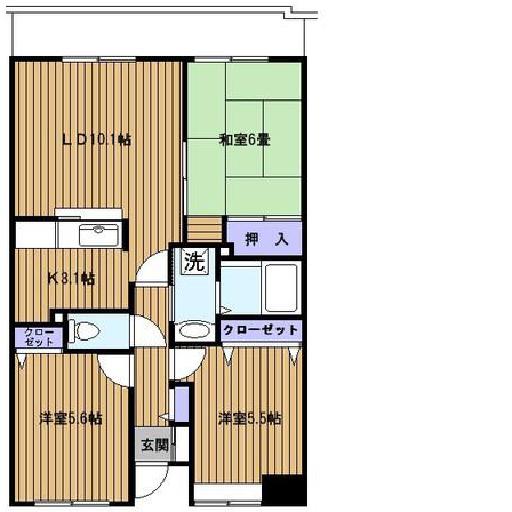 LD10.1帖
和室6畳
押入
洗
K3.1帖
クロー
ゼット
クローゼット
洋室5.6帖
洋室5.5帖
玄関